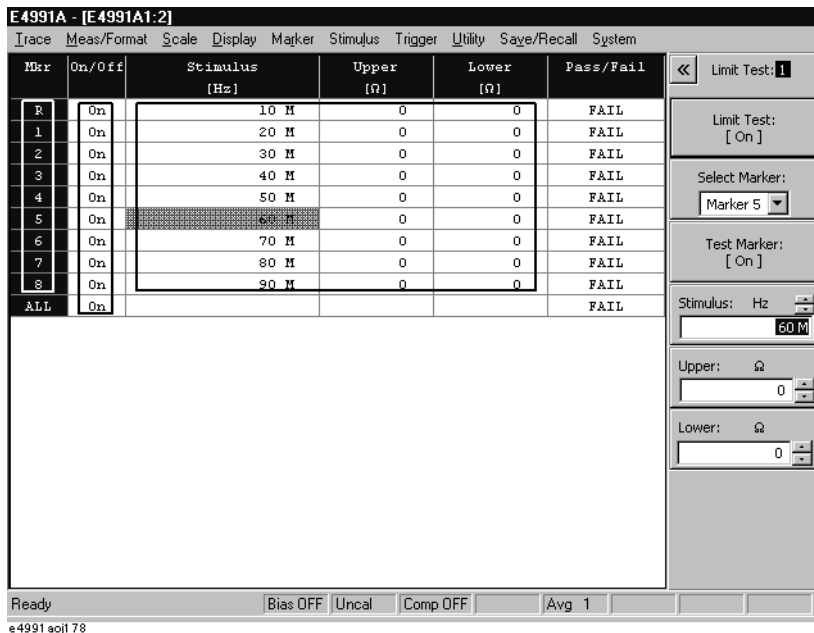 E4991A - [E4991A1:2]
Trace Meas/Format Scale Display Marker Stimulus Trigger Utility Save/Recall System
Mkr On/Off Stimulus [Hz] Upper [Ω] Lower [Ω] Pass/Fail
R On 10 M 0 0 FAIL
1 On 20 M 0 0 FAIL
2 On 30 M 0 0 FAIL
3 On 40 M 0 0 FAIL
4 On 50 M 0 0 FAIL
5 On 60 M 0 0 FAIL
6 On 70 M 0 0 FAIL
7 On 80 M 0 0 FAIL
8 On 90 M 0 0 FAIL
ALL On FAIL
« Limit Test: 1
Limit Test:
[ On ]
Select Marker:
Marker 5
Test Marker:
[ On ]
Stimulus: Hz
60 M
Upper: Ω
0
Lower: Ω
0
Ready Bias OFF Uncal Comp OFF Avg 1
e4991aoj178